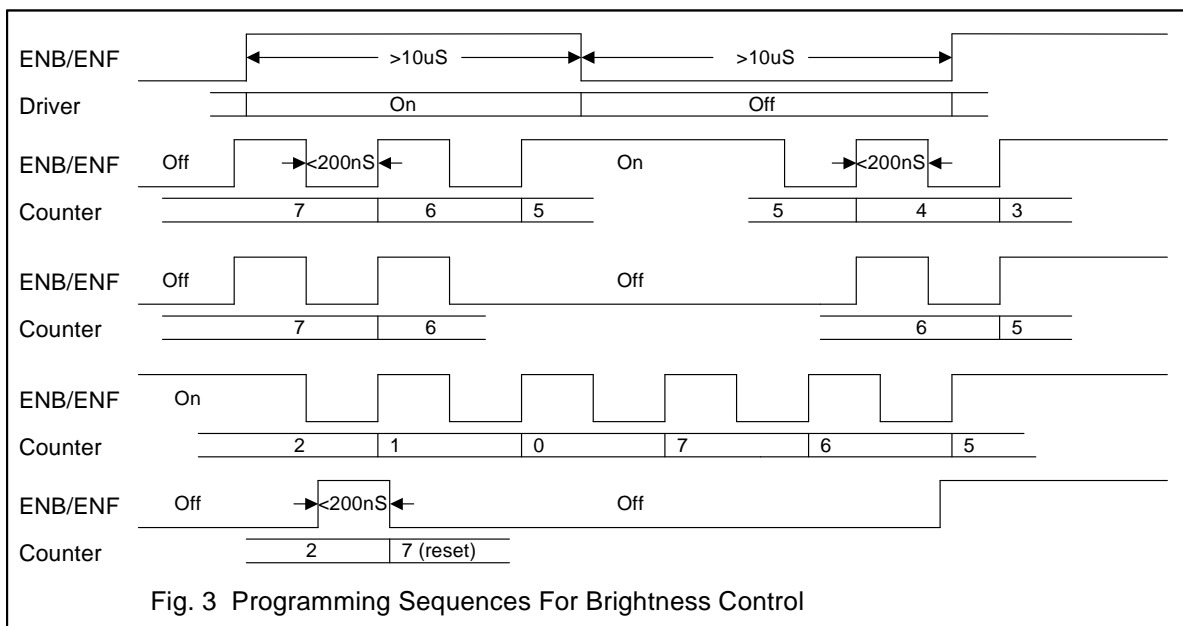 ENB/ENF >10uS >10uS
Driver On Off
ENB/ENF Off <200nS On <200nS
Counter 7 6 5 5 4 3
ENB/ENF Off Off
Counter 7 6 6 5
ENB/ENF On
Counter 2 1 0 7 6 5
ENB/ENF Off <200nS Off
Counter 2 7 (reset)
Fig. 3 Programming Sequences For Brightness Control